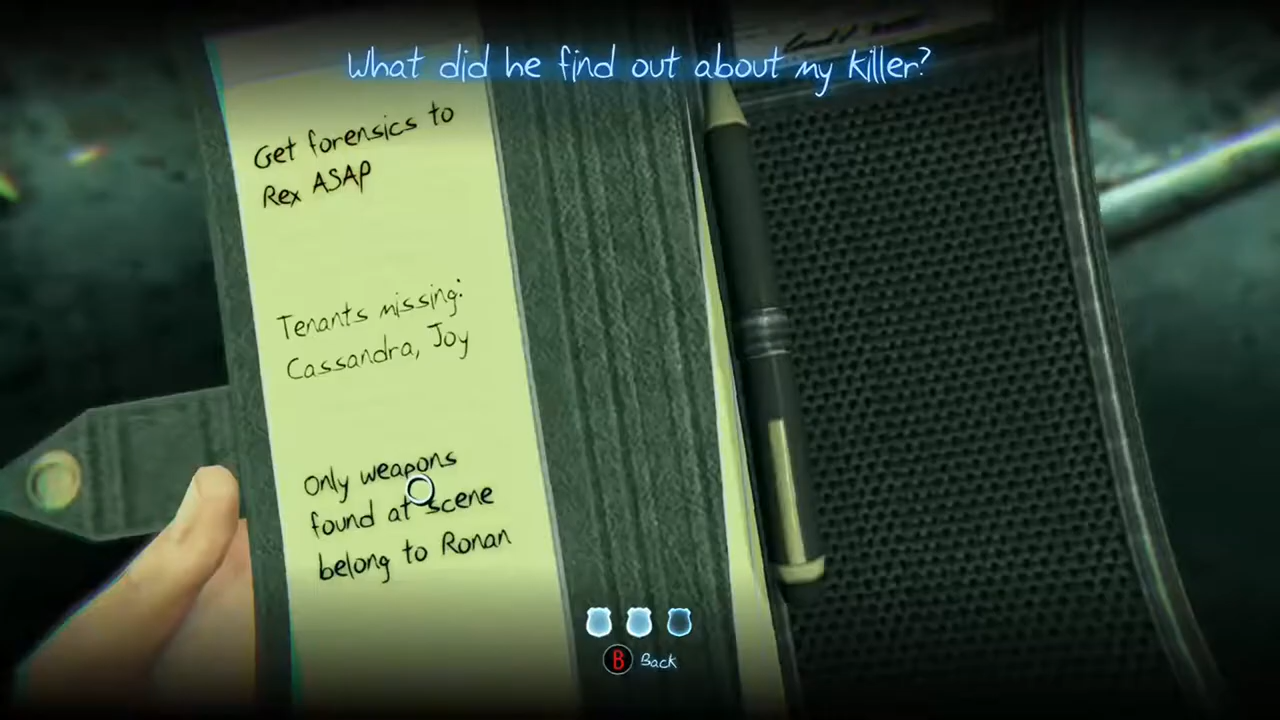 What did he find out about my killer?
Get forensics to
Rex ASAP
Tenants missing:
Cassandra, Joy
Only weapons
found at scene
belong to Ronan
B Back